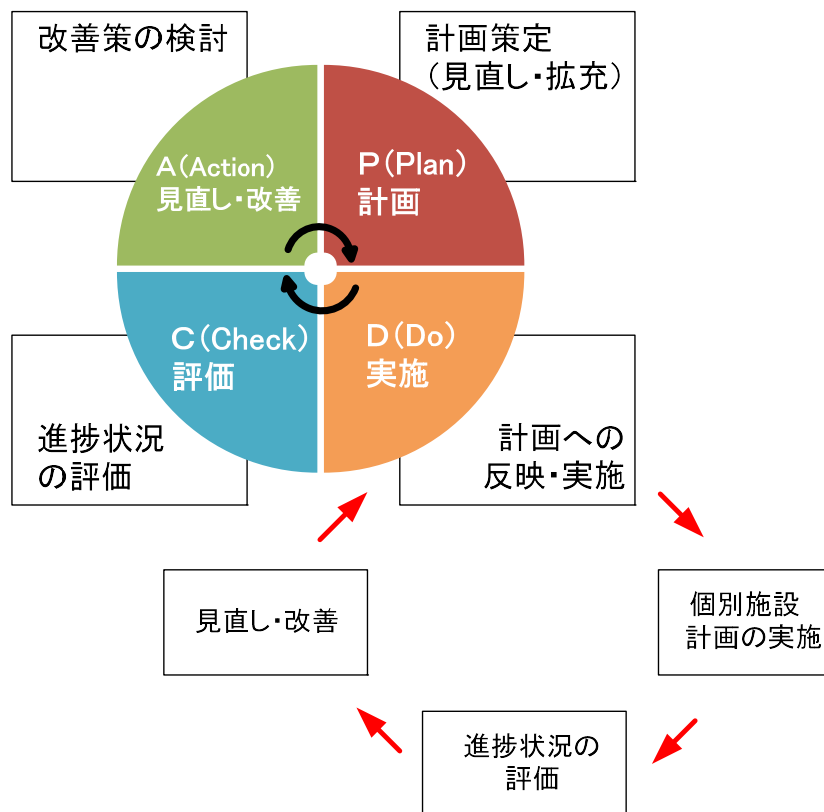 改善策の検討
計画策定
(見直し・拡充)
A(Action)
見直し・改善
P(Plan)
計画
C(Check)
評価
D(Do)
実施
進捗状況
の評価
計画への
反映・実施
見直し・改善
個別施設
計画の実施
進捗状況の
評価